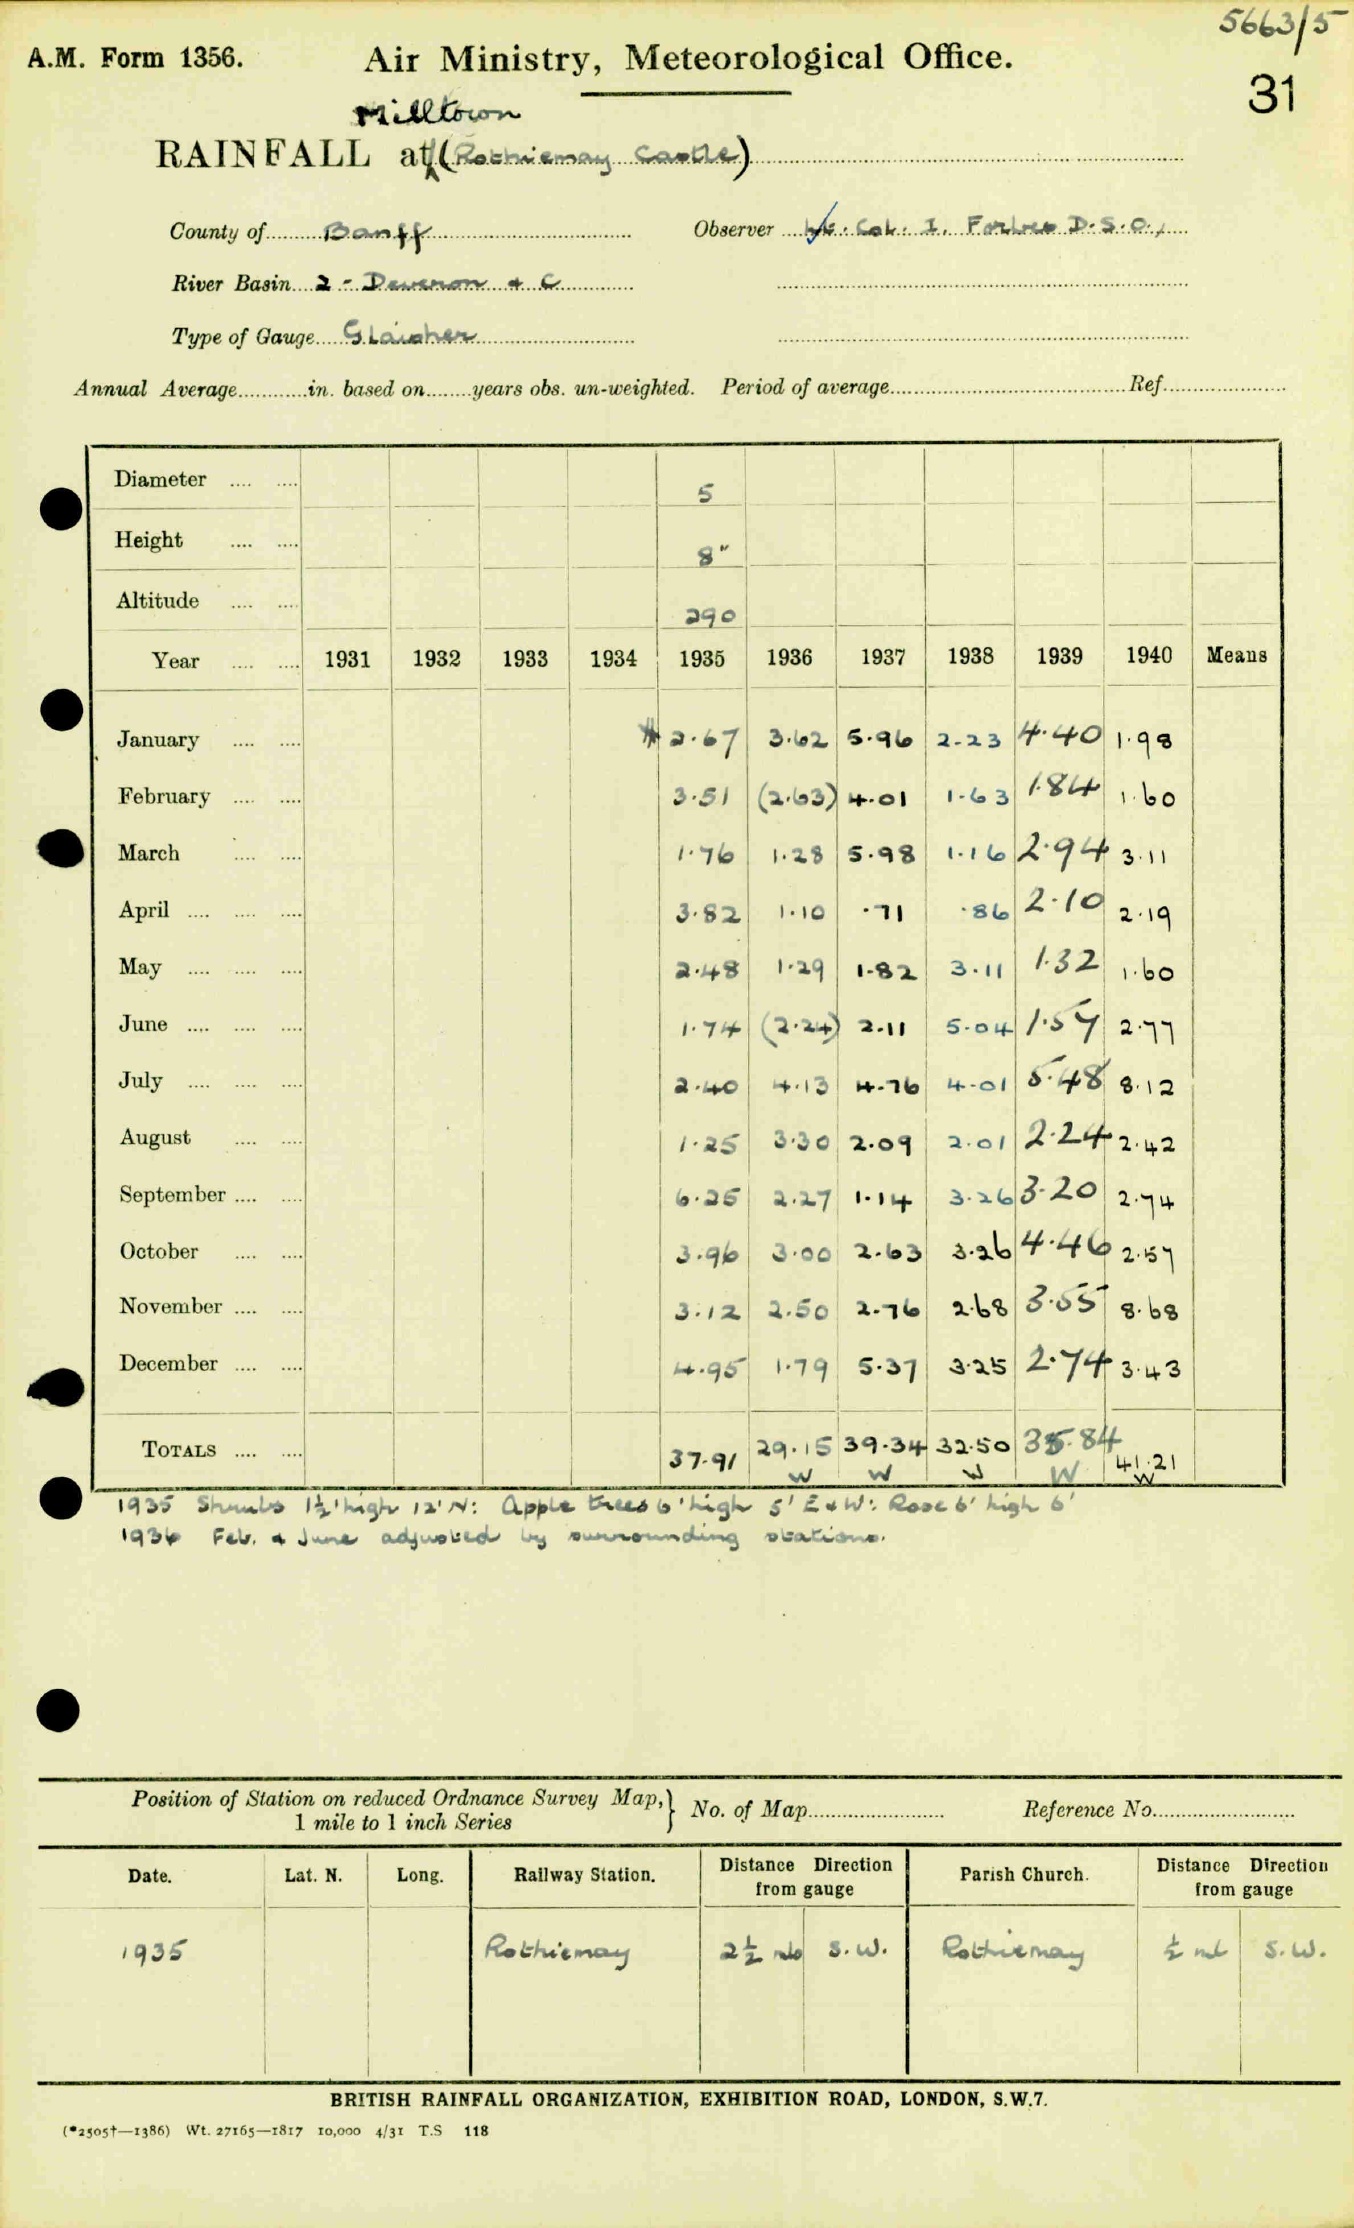 5663/5
A.M. Form 1356. Air Ministry, Meteorological Office.
31
Milltown
RAINFALL at (Rothiemay Castle)
County of Banff Observer Lt. Col. I. Forbes D.S.O.,
River Basin 2 - Deveron & C
Type of Gauge Glaisher
Annual Average in. based on years obs. un-weighted. Period of average Ref.
Diameter 5
Height 8"
Altitude 290
Year 1931 1932 1933 1934 1935 1936 1937 1938 1939 1940 Means
January 2.67 3.62 5.96 2.23 4.40 1.98
February 3.51 (2.63) 4.01 1.63 1.84 1.60
March 1.76 1.28 5.98 1.16 2.94 3.11
April 3.82 1.10 .71 .86 2.10 2.19
May 2.48 1.29 1.82 3.11 1.32 1.60
June 1.74 (2.24) 2.11 5.04 1.57 2.77
July 2.40 4.13 4.76 4.01 5.48 8.12
August 1.25 3.30 2.09 2.01 2.24 2.42
September 6.25 2.27 1.14 3.26 3.20 2.74
October 3.96 3.00 2.63 3.26 4.46 2.57
November 3.12 2.50 2.76 2.68 3.55 8.68
December 4.95 1.79 5.37 3.25 2.74 3.43
TOTALS 37.91 29.15 39.34 32.50 35.84 41.21
W W W W W
1935 Shrubs 1½' high 12' N: Apple trees 6' high 5' E & W: Rose 6' high 6'
1936 Feb. & June adjusted by surrounding stations.
Position of Station on reduced Ordnance Survey Map, } No. of Map Reference No.
1 mile to 1 inch Series
Date. Lat. N. Long. Railway Station. Distance Direction from gauge Parish Church. Distance Direction from gauge
1935 Rothiemay 2½ mls S.W. Rothiemay ½ ml S.W.
BRITISH RAINFALL ORGANIZATION, EXHIBITION ROAD, LONDON, S.W.7.
(*2505†—1386) Wt. 27165—1817 10,000 4/31 T.S 118